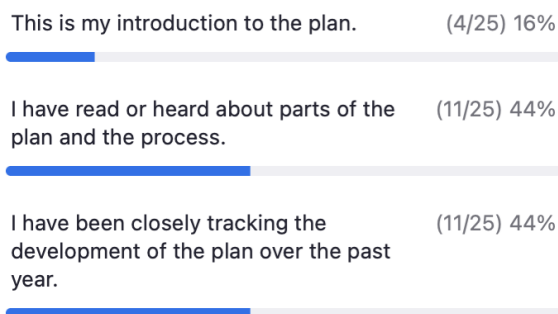 This is my introduction to the plan. (4/25) 16%
I have read or heard about parts of the (11/25) 44%
plan and the process.
I have been closely tracking the (11/25) 44%
development of the plan over the past
year.